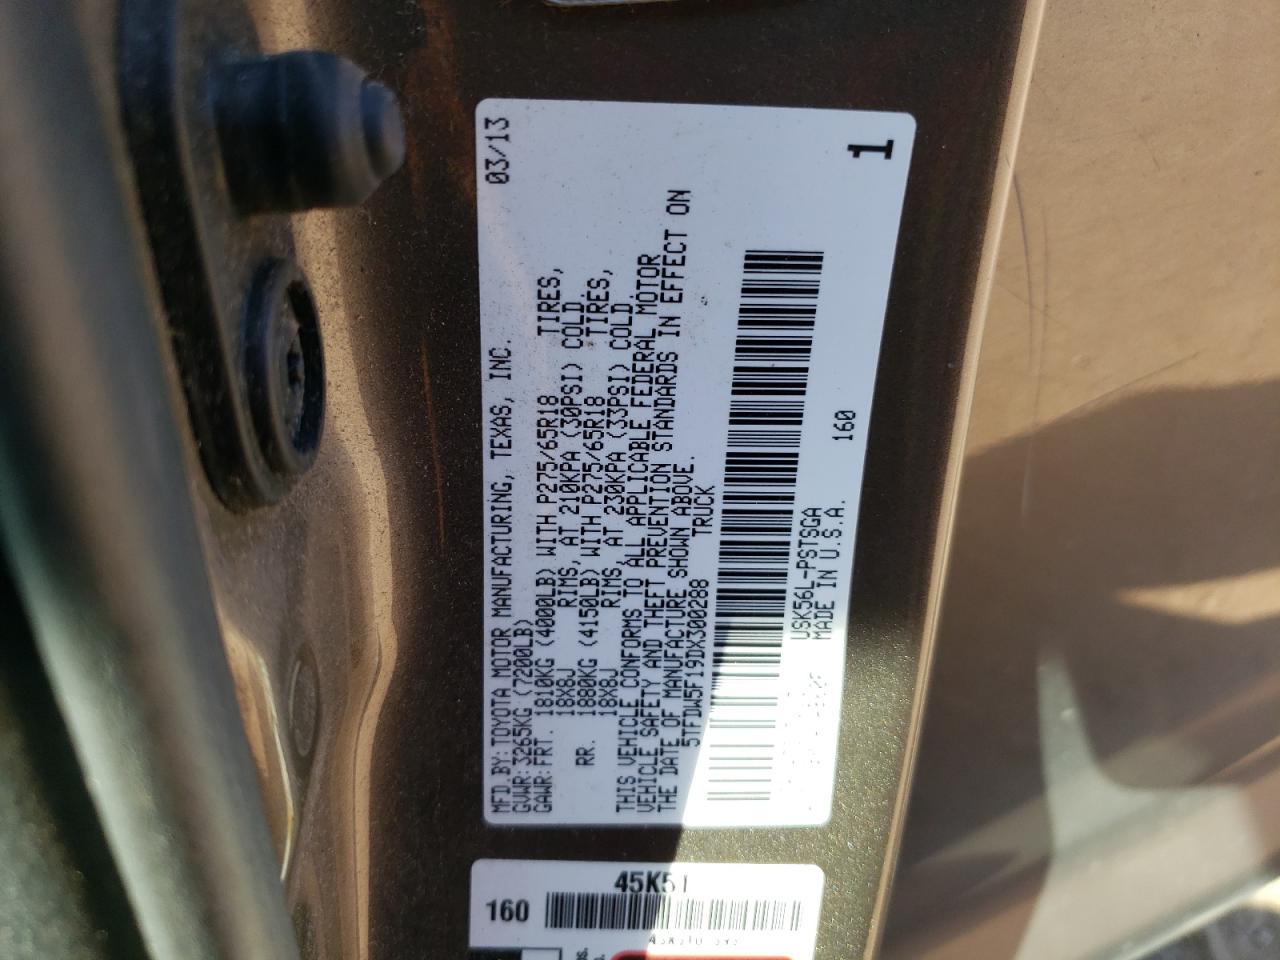 MFD.BY:TOYOTA MOTOR MANUFACTURING, TEXAS, INC. 03/13
GVWR:3265KG (7200LB)
GAWR:FRT. 1810KG (4000LB) WITH P275/65R18 TIRES,
18X8J RIMS, AT 210KPA (30PSI) COLD.
RR. 1880KG (4150LB) WITH P275/65R18 TIRES,
18X8J RIMS, AT 230KPA (33PSI) COLD.
THIS VEHICLE CONFORMS TO ALL APPLICABLE FEDERAL MOTOR
VEHICLE SAFETY AND THEFT PREVENTION STANDARDS IN EFFECT ON
THE DATE OF MANUFACTURE SHOWN ABOVE.
5TFDW5F19DX300288 TRUCK
USK56L-PSTSGA 160
MADE IN U.S.A.
1
45K51
160